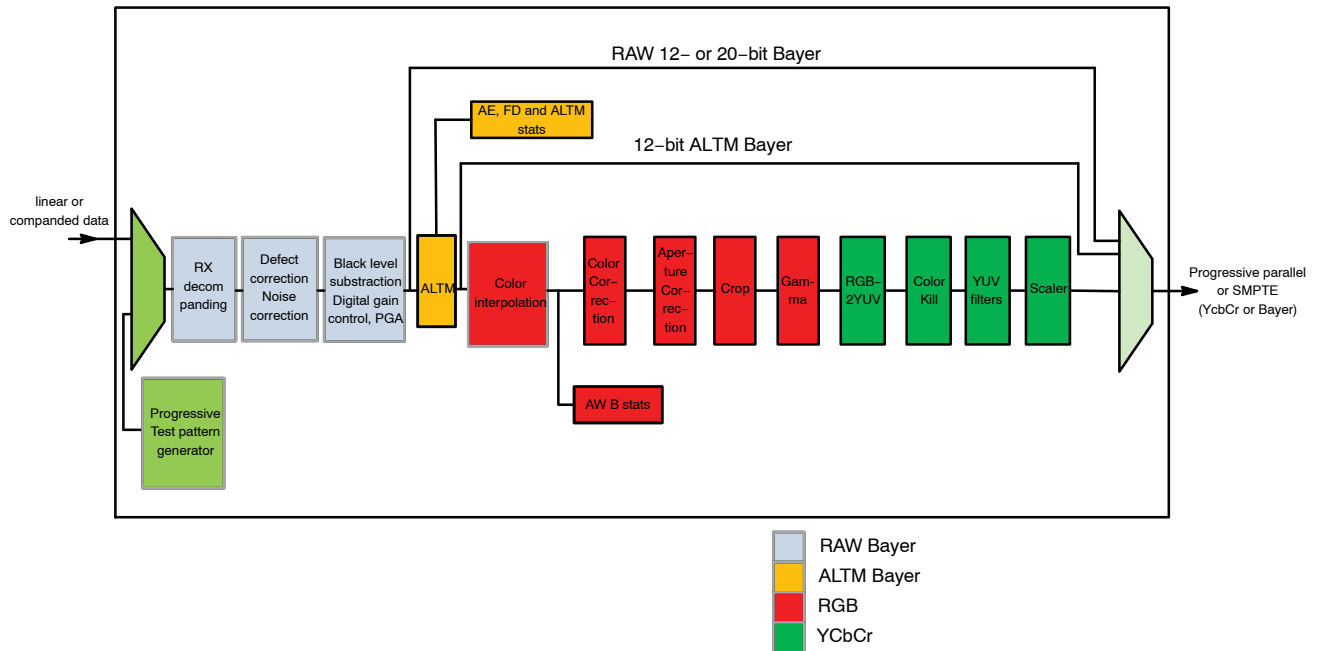 RAW 12− or 20−bit Bayer
AE, FD and ALTM
stats
12−bit ALTM Bayer
linear or
companded data
RX
decom
panding
Defect
correction
Noise
correction
Black level
substraction
Digital gain
control, PGA
ALTM
Color
interpolation
Color
Cor−
rec−
tion
Aper−
ture
Cor−
rec−
tion
Crop
Gam−
ma
RGB−
2YUV
Color
Kill
YUV
filters
Scaler
Progressive parallel
or SMPTE
(YcbCr or Bayer)
AW B stats
Progressive
Test pattern
generator
RAW Bayer
ALTM Bayer
RGB
YCbCr